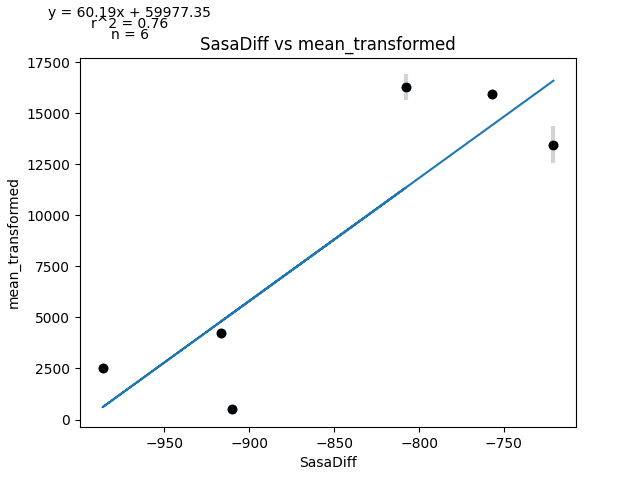 y = 60.19x + 59977.35
r^2 = 0.76
n = 6
SasaDiff vs mean_transformed
17500
15000
12500
10000
7500
5000
2500
0
mean_transformed
−950
−900
−850
−800
−750
SasaDiff